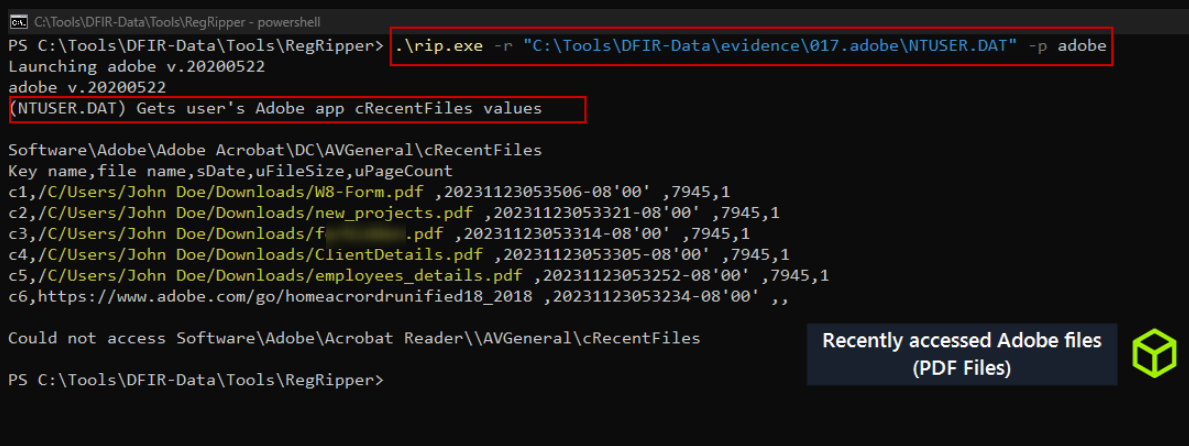 C:\Tools\DFIR-Data\Tools\RegRipper - powershell
PS C:\Tools\DFIR-Data\Tools\RegRipper> .\rip.exe -r "C:\Tools\DFIR-Data\evidence\017.adobe\NTUSER.DAT" -p adobe
Launching adobe v.20200522
adobe v.20200522
(NTUSER.DAT) Gets user's Adobe app cRecentFiles values
Software\Adobe\Adobe Acrobat\DC\AVGeneral\cRecentFiles
Key name,file name,sDate,uFileSize,uPageCount
c1,/C/Users/John Doe/Downloads/W8-Form.pdf ,20231123053506-08'00' ,7945,1
c2,/C/Users/John Doe/Downloads/new_projects.pdf ,20231123053321-08'00' ,7945,1
c3,/C/Users/John Doe/Downloads/f .pdf ,20231123053314-08'00' ,7945,1
c4,/C/Users/John Doe/Downloads/ClientDetails.pdf ,20231123053305-08'00' ,7945,1
c5,/C/Users/John Doe/Downloads/employees_details.pdf ,20231123053252-08'00' ,7945,1
c6,https://www.adobe.com/go/homeacrordrunified18_2018 ,20231123053234-08'00' ,,
Could not access Software\Adobe\Acrobat Reader\\AVGeneral\cRecentFiles
PS C:\Tools\DFIR-Data\Tools\RegRipper>
Recently accessed Adobe files
(PDF Files)